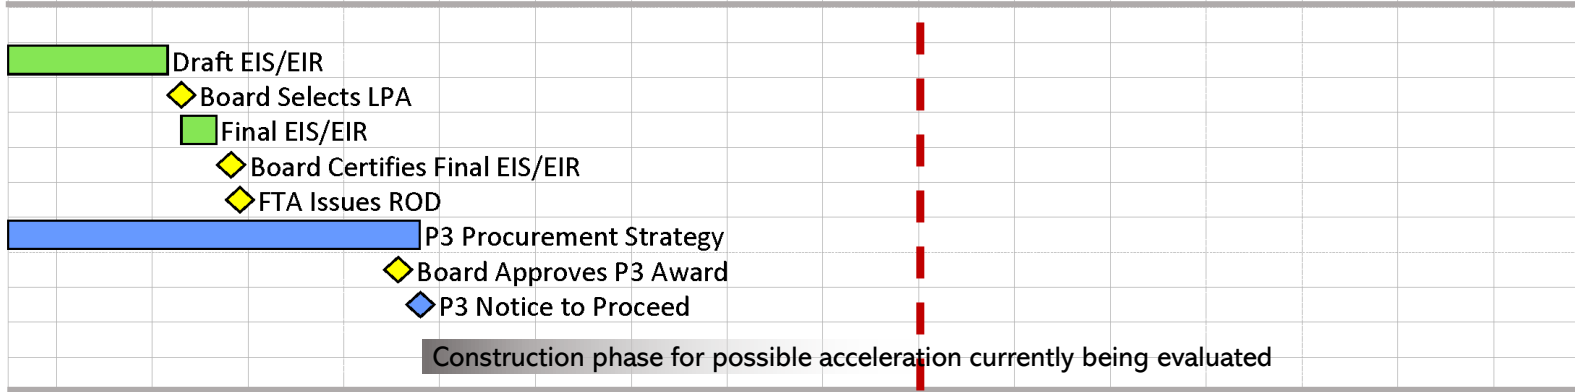 Draft EIS/EIR
Board Selects LPA
Final EIS/EIR
Board Certifies Final EIS/EIR
FTA Issues ROD
P3 Procurement Strategy
Board Approves P3 Award
P3 Notice to Proceed
Construction phase for possible acceleration currently being evaluated